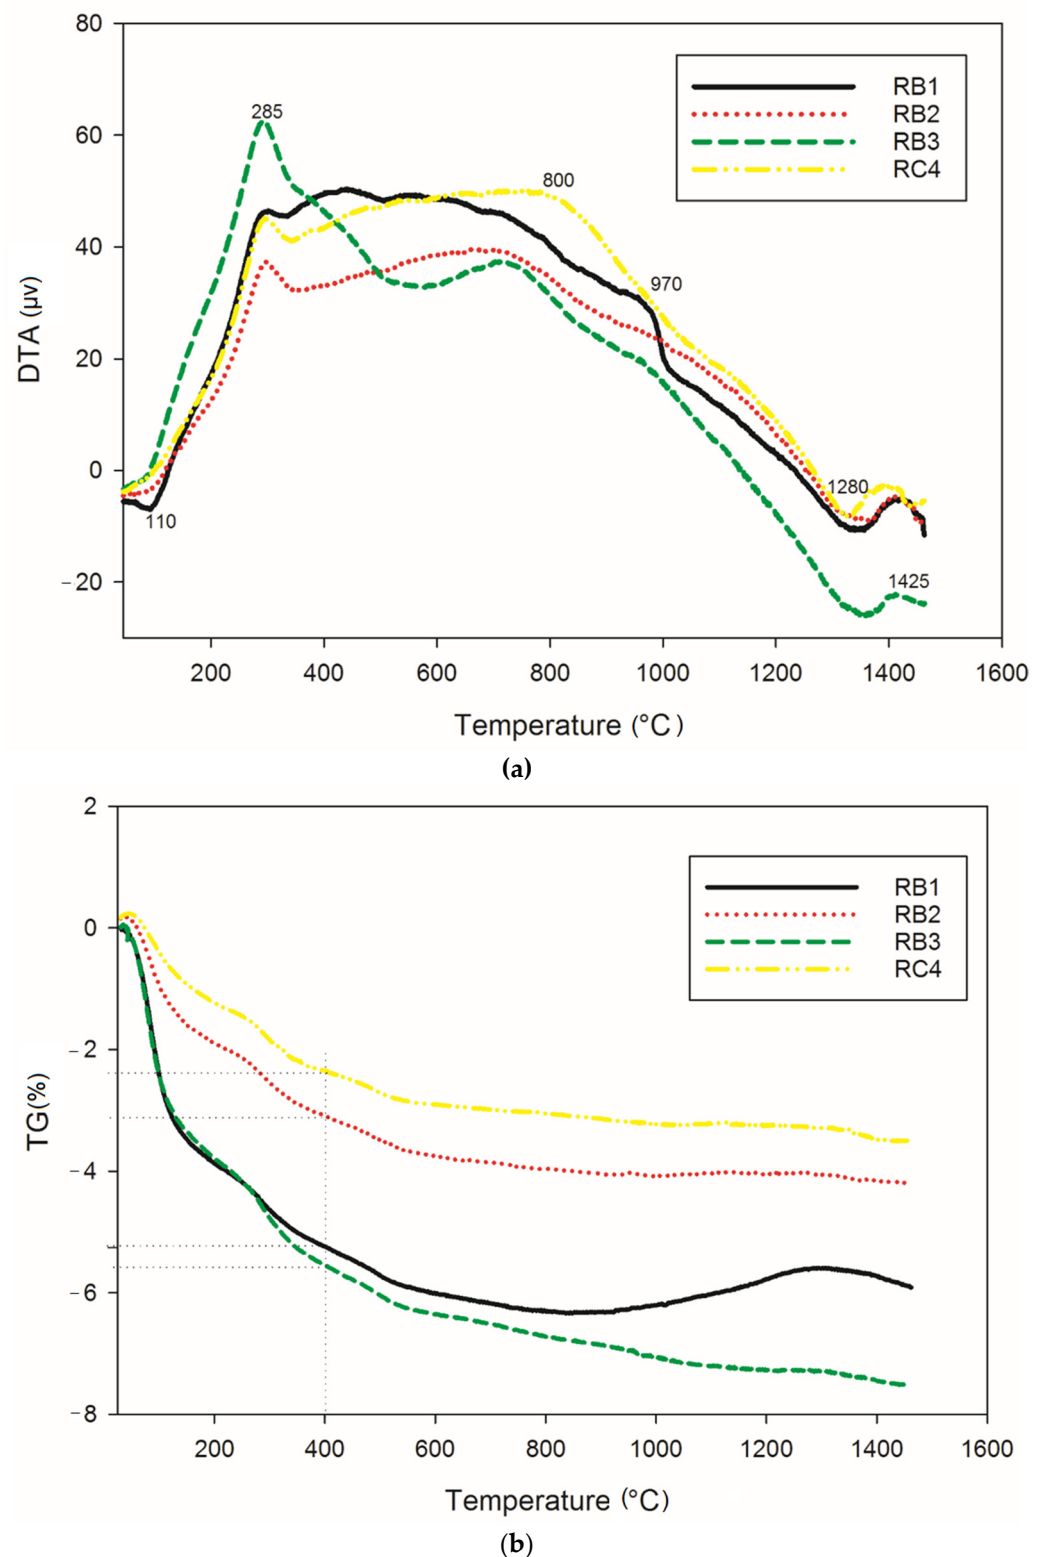 80
60
40
20
0
−20
DTA (μv)
RB1
RB2
RB3
RC4
285
800
970
110
1280
1425
200 400 600 800 1000 1200 1400 1600
Temperature (°C )
(a)
2
0
−2
−4
−6
−8
TG(%)
RB1
RB2
RB3
RC4
200 400 600 800 1000 1200 1400 1600
Temperature (°C)
(b)